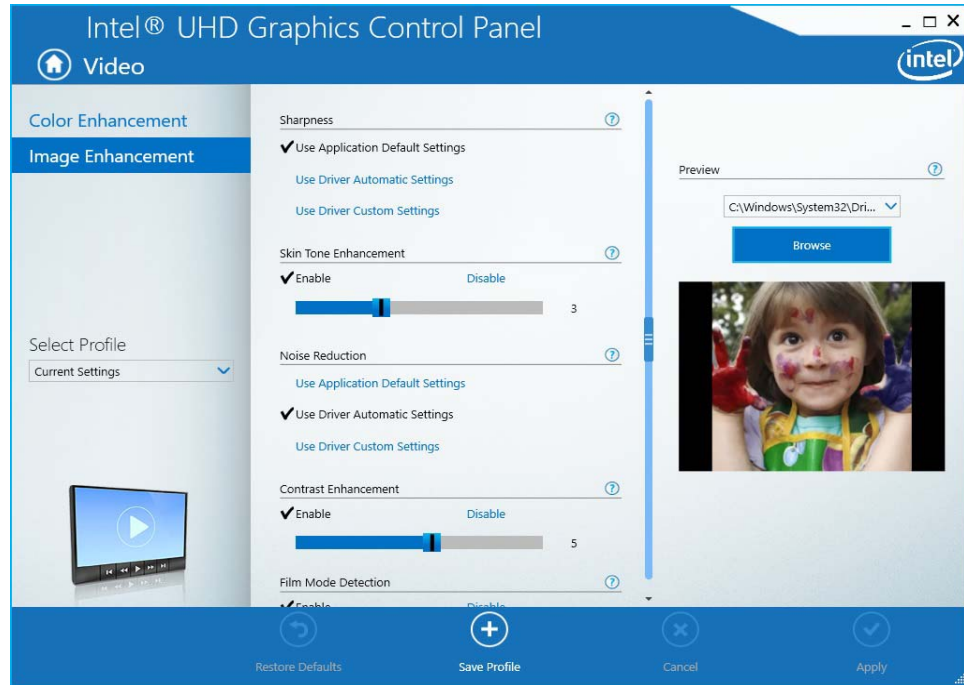 Intel® UHD Graphics Control Panel
Video
intel
Color Enhancement
Image Enhancement
Select Profile
Current Settings
Sharpness
Use Application Default Settings
Use Driver Automatic Settings
Use Driver Custom Settings
Skin Tone Enhancement
Enable Disable
3
Noise Reduction
Use Application Default Settings
Use Driver Automatic Settings
Use Driver Custom Settings
Contrast Enhancement
Enable Disable
5
Film Mode Detection
Enable Disable
Preview
C:\Windows\System32\Dri...
Browse
Restore Defaults Save Profile Cancel Apply